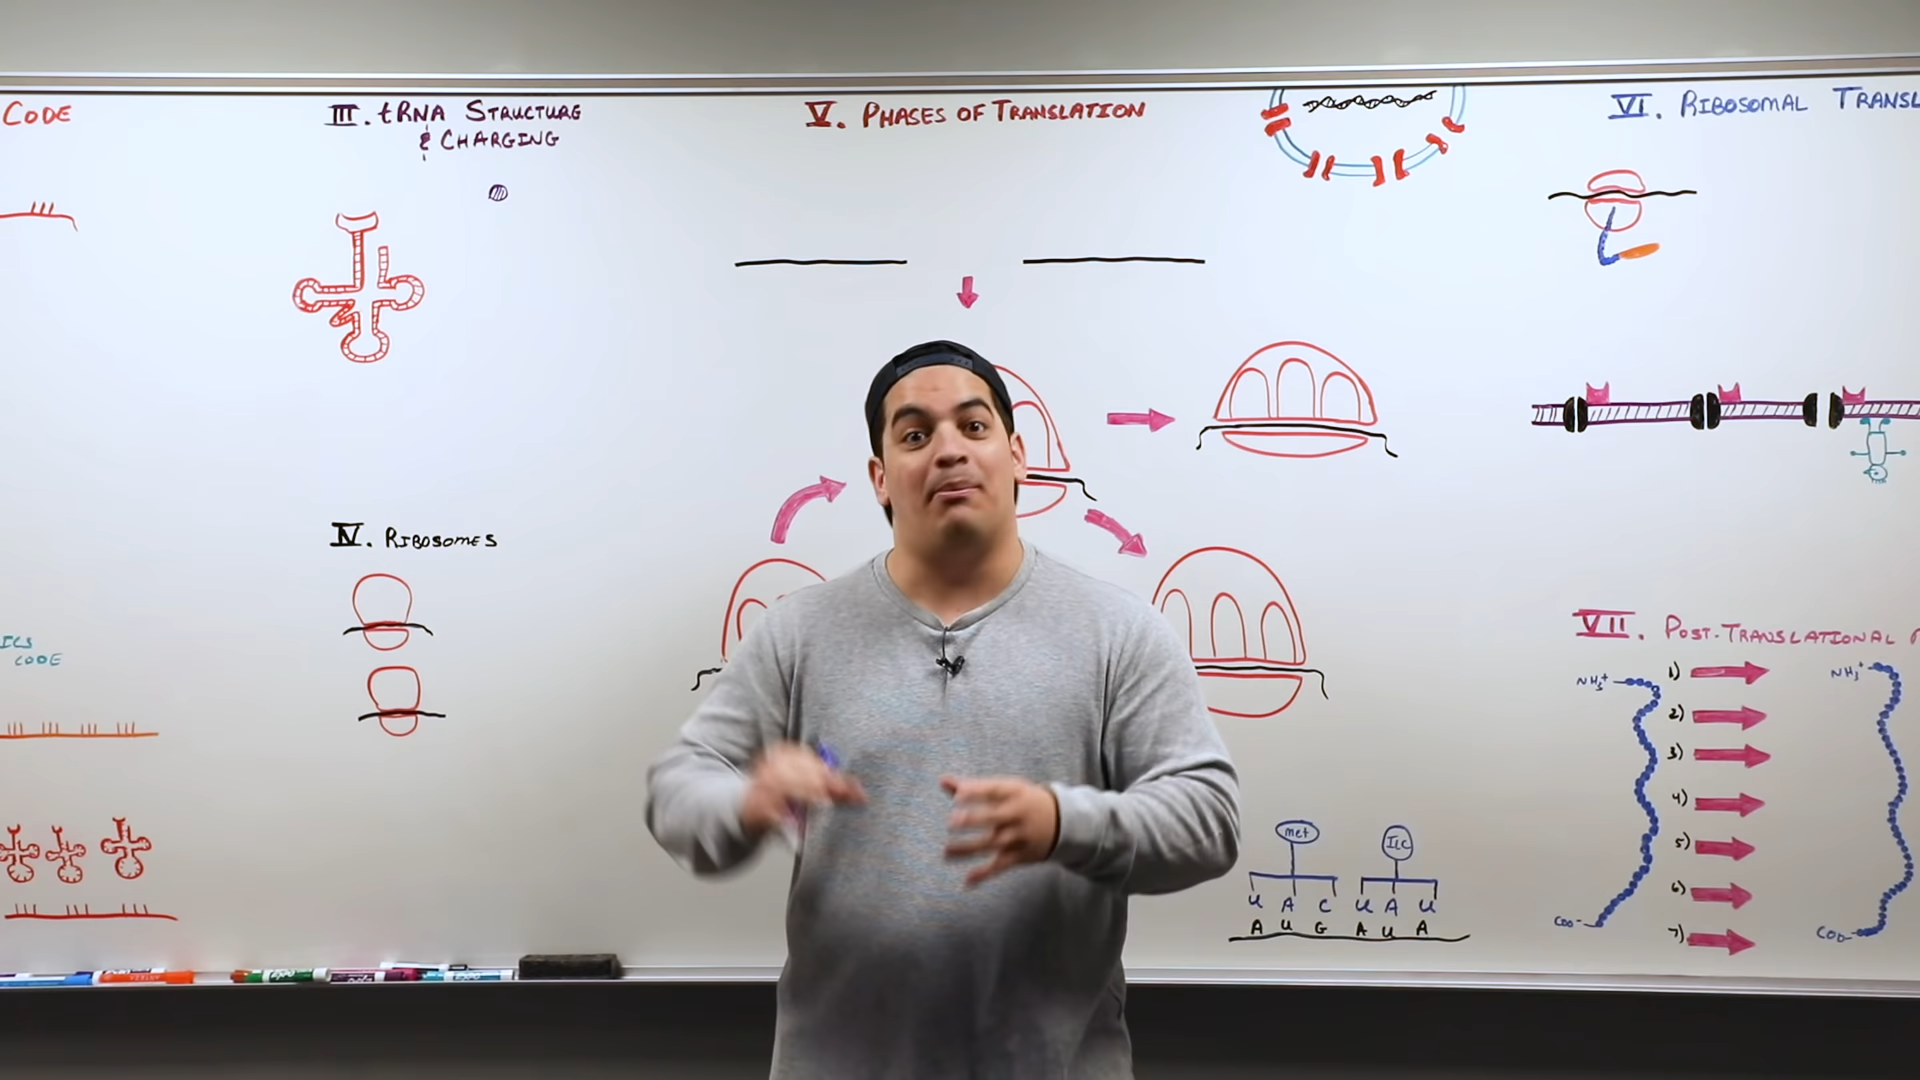 CODE
III. tRNA STRUCTURE
& CHARGING
V. PHASES OF TRANSLATION
VI. RIBOSOMAL TRANSL
IV. RIBOSOMES
ICS
CODE
VII. POST-TRANSLATIONAL
NH₃⁺
1)
NH₃⁺
2)
3)
4)
5)
6)
7)
COO-
COO-
met
ILE
U A C U A U
A U G A U A